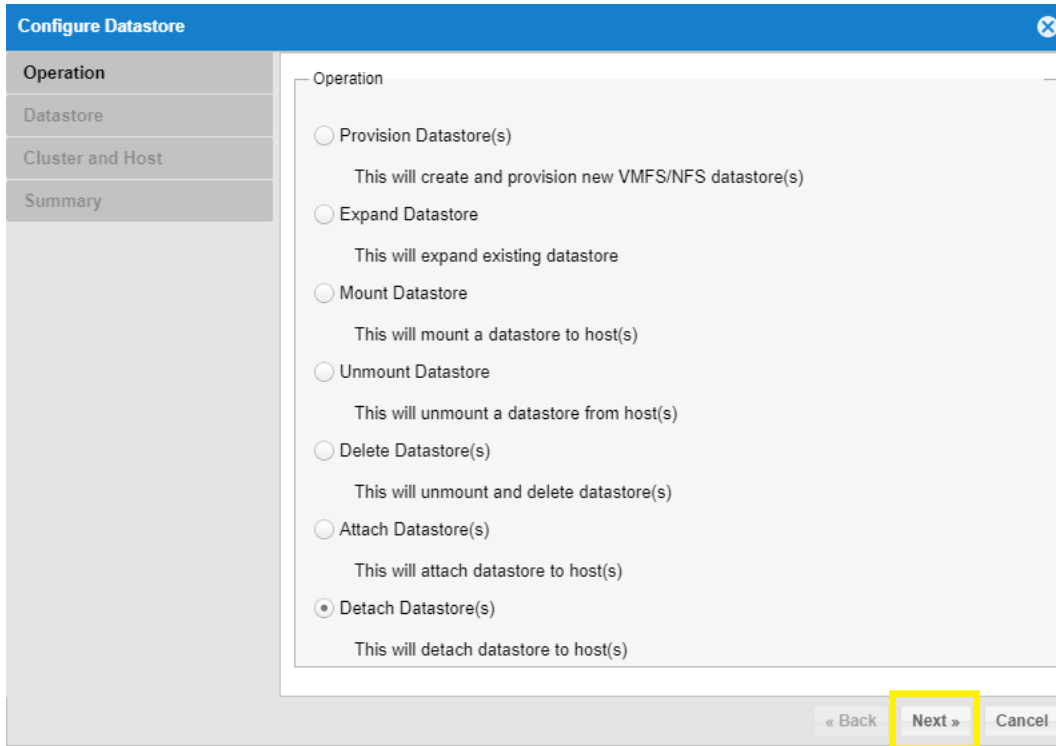 Configure Datastore
Operation
Datastore
Cluster and Host
Summary
Operation
Provision Datastore(s)
This will create and provision new VMFS/NFS datastore(s)
Expand Datastore
This will expand existing datastore
Mount Datastore
This will mount a datastore to host(s)
Unmount Datastore
This will unmount a datastore from host(s)
Delete Datastore(s)
This will unmount and delete datastore(s)
Attach Datastore(s)
This will attach datastore to host(s)
Detach Datastore(s)
This will detach datastore to host(s)
« Back Next » Cancel